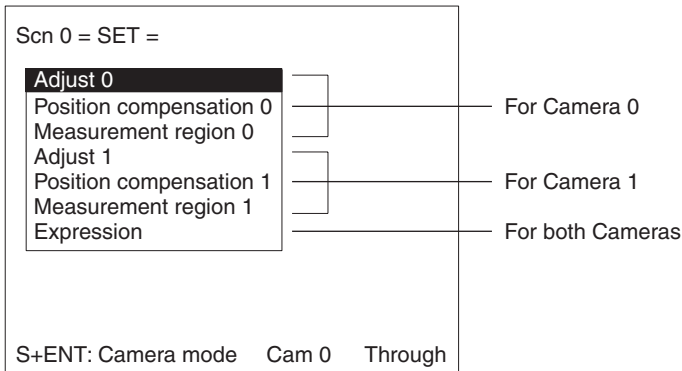 Scn 0 = SET =
Adjust 0
Position compensation 0
Measurement region 0
Adjust 1
Position compensation 1
Measurement region 1
Expression
For Camera 0
For Camera 1
For both Cameras
S+ENT: Camera mode Cam 0 Through